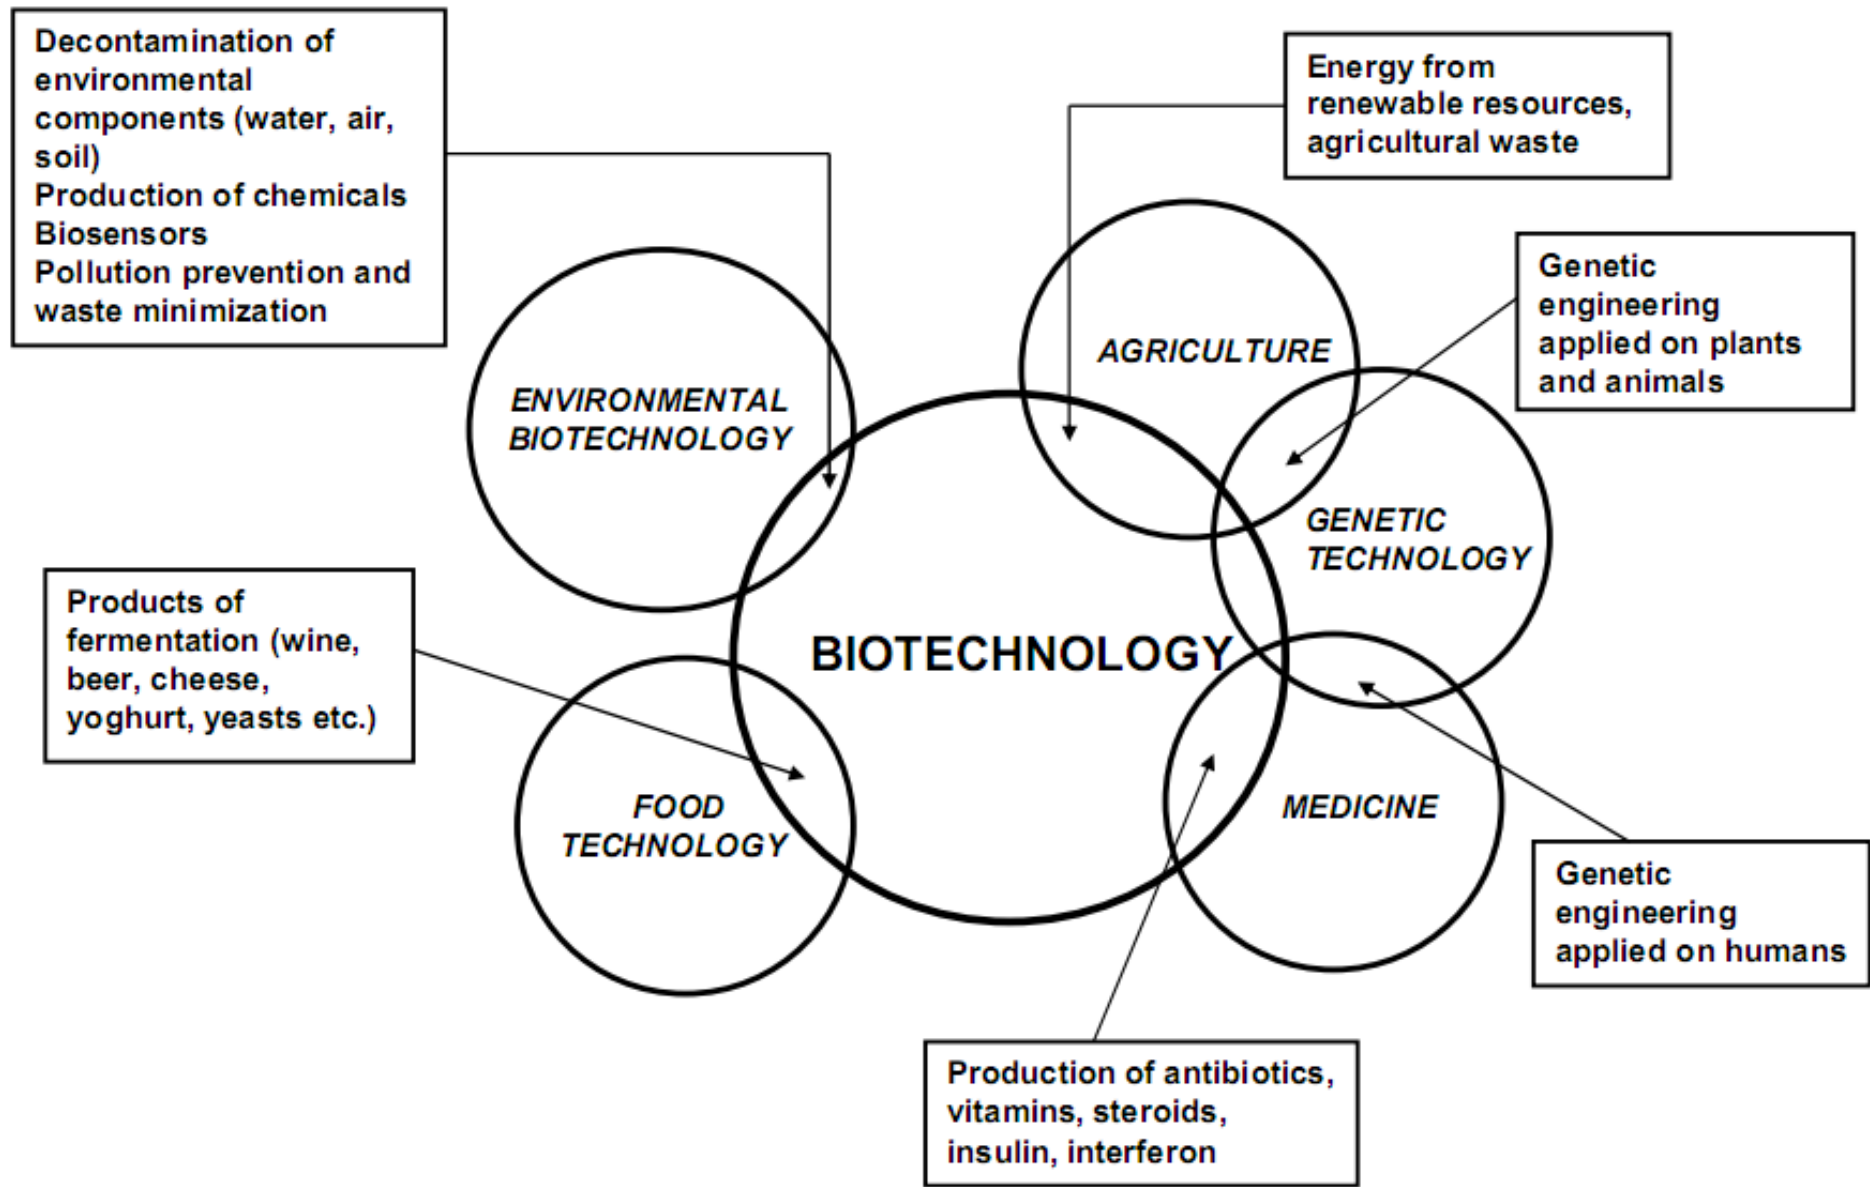 Decontamination of
environmental
components (water, air,
soil)
Production of chemicals
Biosensors
Pollution prevention and
waste minimization
Energy from
renewable resources,
agricultural waste
Genetic
engineering
applied on plants
and animals
AGRICULTURE
ENVIRONMENTAL
BIOTECHNOLOGY
GENETIC
TECHNOLOGY
Products of
fermentation (wine,
beer, cheese,
yoghurt, yeasts etc.)
BIOTECHNOLOGY
FOOD
TECHNOLOGY
MEDICINE
Genetic
engineering
applied on humans
Production of antibiotics,
vitamins, steroids,
insulin, interferon